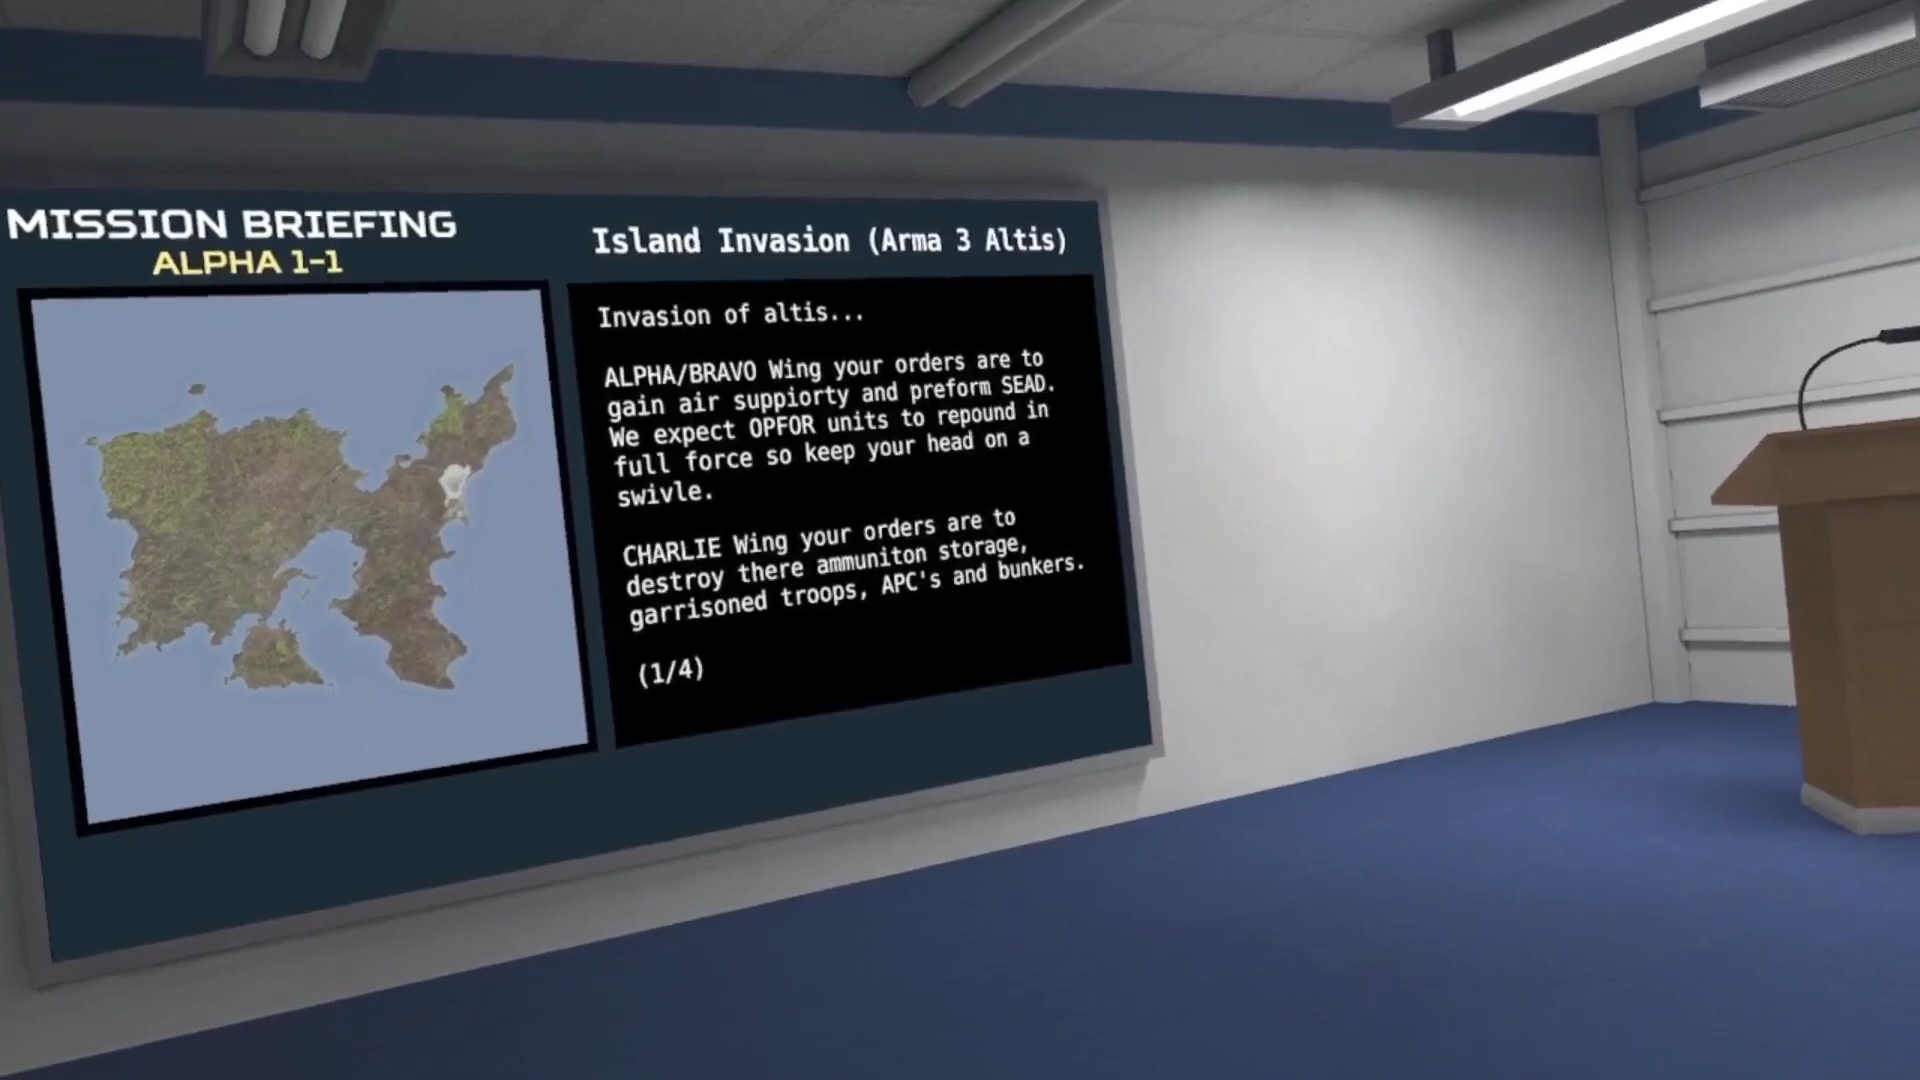 MISSION BRIEFING
ALPHA 1-1
Island Invasion (Arma 3 Altis)
Invasion of altis...
ALPHA/BRAVO Wing your orders are to
gain air suppiorty and preform SEAD.
We expect OPFOR units to repound in
full force so keep your head on a
swivle.
CHARLIE Wing your orders are to
destroy there ammuniton storage,
garrisoned troops, APC's and bunkers.
(1/4)